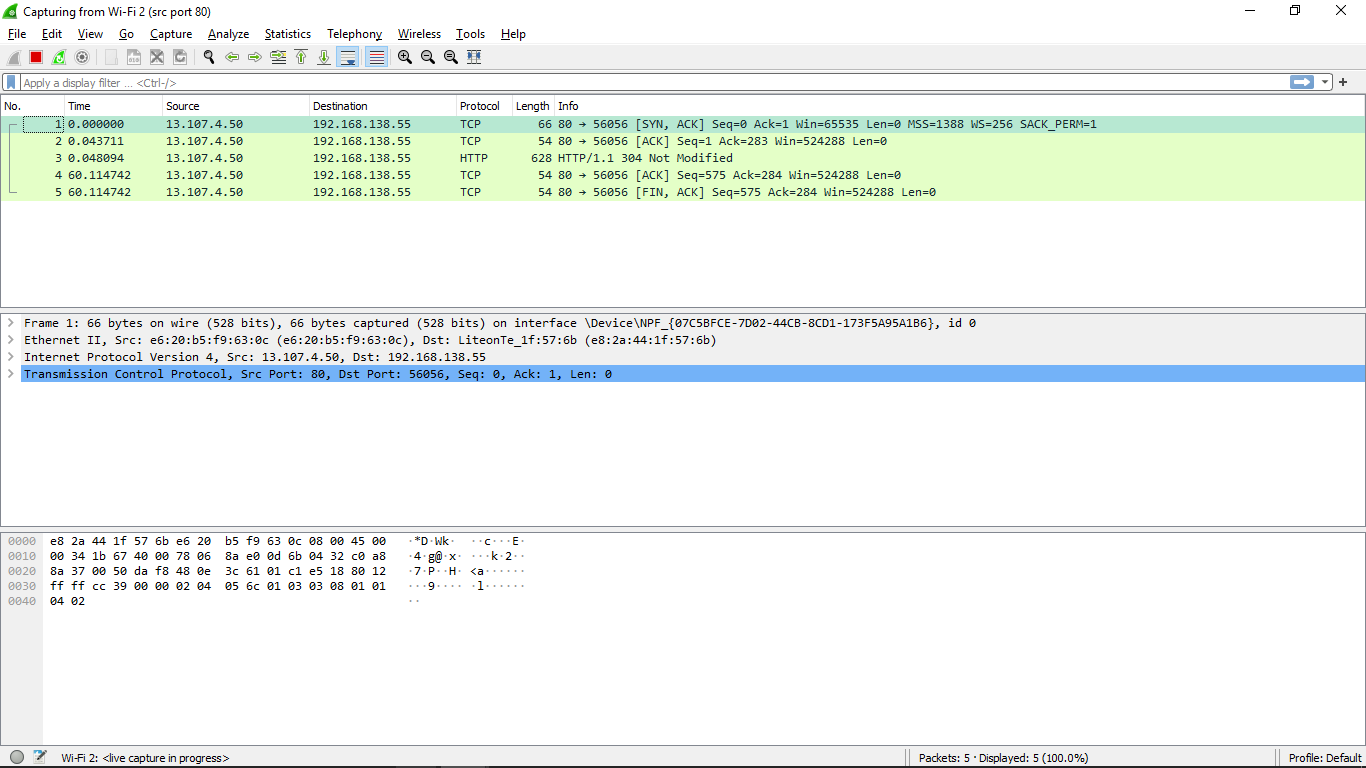 Capturing from Wi-Fi 2 (src port 80)
File Edit View Go Capture Analyze Statistics Telephony Wireless Tools Help
Apply a display filter ... <Ctrl-/>
No. Time Source Destination Protocol Length Info
1 0.000000 13.107.4.50 192.168.138.55 TCP 66 80 → 56056 [SYN, ACK] Seq=0 Ack=1 Win=65535 Len=0 MSS=1388 WS=256 SACK_PERM=1
2 0.043711 13.107.4.50 192.168.138.55 TCP 54 80 → 56056 [ACK] Seq=1 Ack=283 Win=524288 Len=0
3 0.048094 13.107.4.50 192.168.138.55 HTTP 628 HTTP/1.1 304 Not Modified
4 60.114742 13.107.4.50 192.168.138.55 TCP 54 80 → 56056 [ACK] Seq=575 Ack=284 Win=524288 Len=0
5 60.114742 13.107.4.50 192.168.138.55 TCP 54 80 → 56056 [FIN, ACK] Seq=575 Ack=284 Win=524288 Len=0
Frame 1: 66 bytes on wire (528 bits), 66 bytes captured (528 bits) on interface \Device\NPF_{07C5BFCE-7D02-44CB-8CD1-173F5A95A1B6}, id 0
Ethernet II, Src: e6:20:b5:f9:63:0c (e6:20:b5:f9:63:0c), Dst: LiteonTe_1f:57:6b (e8:2a:44:1f:57:6b)
Internet Protocol Version 4, Src: 13.107.4.50, Dst: 192.168.138.55
Transmission Control Protocol, Src Port: 80, Dst Port: 56056, Seq: 0, Ack: 1, Len: 0
0000 e8 2a 44 1f 57 6b e6 20 b5 f9 63 0c 08 00 45 00 ·*D·Wk· ··c···E·
0010 00 34 1b 67 40 00 78 06 8a e0 0d 6b 04 32 c0 a8 ·4·g@·x· ···k·2··
0020 8a 37 00 50 da f8 48 0e 3c 61 01 c1 e5 18 80 12 ·7·P··H· <a······
0030 ff ff cc 39 00 00 02 04 05 6c 01 03 03 08 01 01 ···9···· ·l······
0040 04 02 ··
Wi-Fi 2: <live capture in progress> Packets: 5 · Displayed: 5 (100.0%) Profile: Default